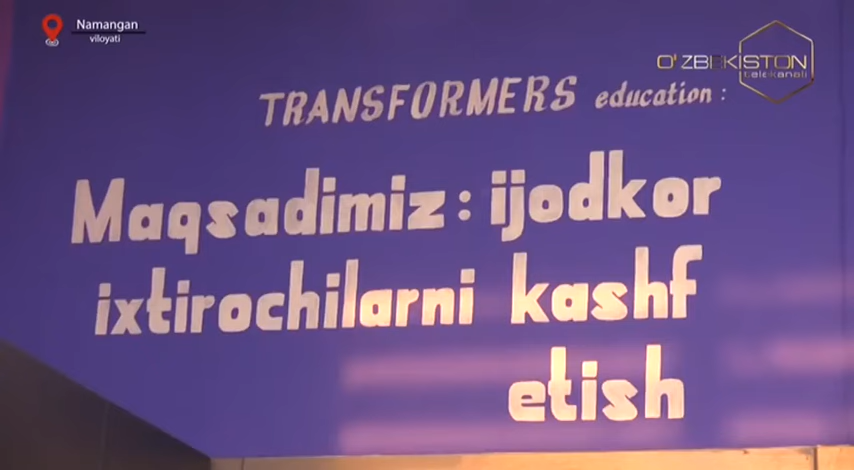 Namangan
viloyati
O'ZBEKISTON
telekanali
TRANSFORMERS education:
Maqsadimiz: ijodkor
ixtirochilarni kashf
etish